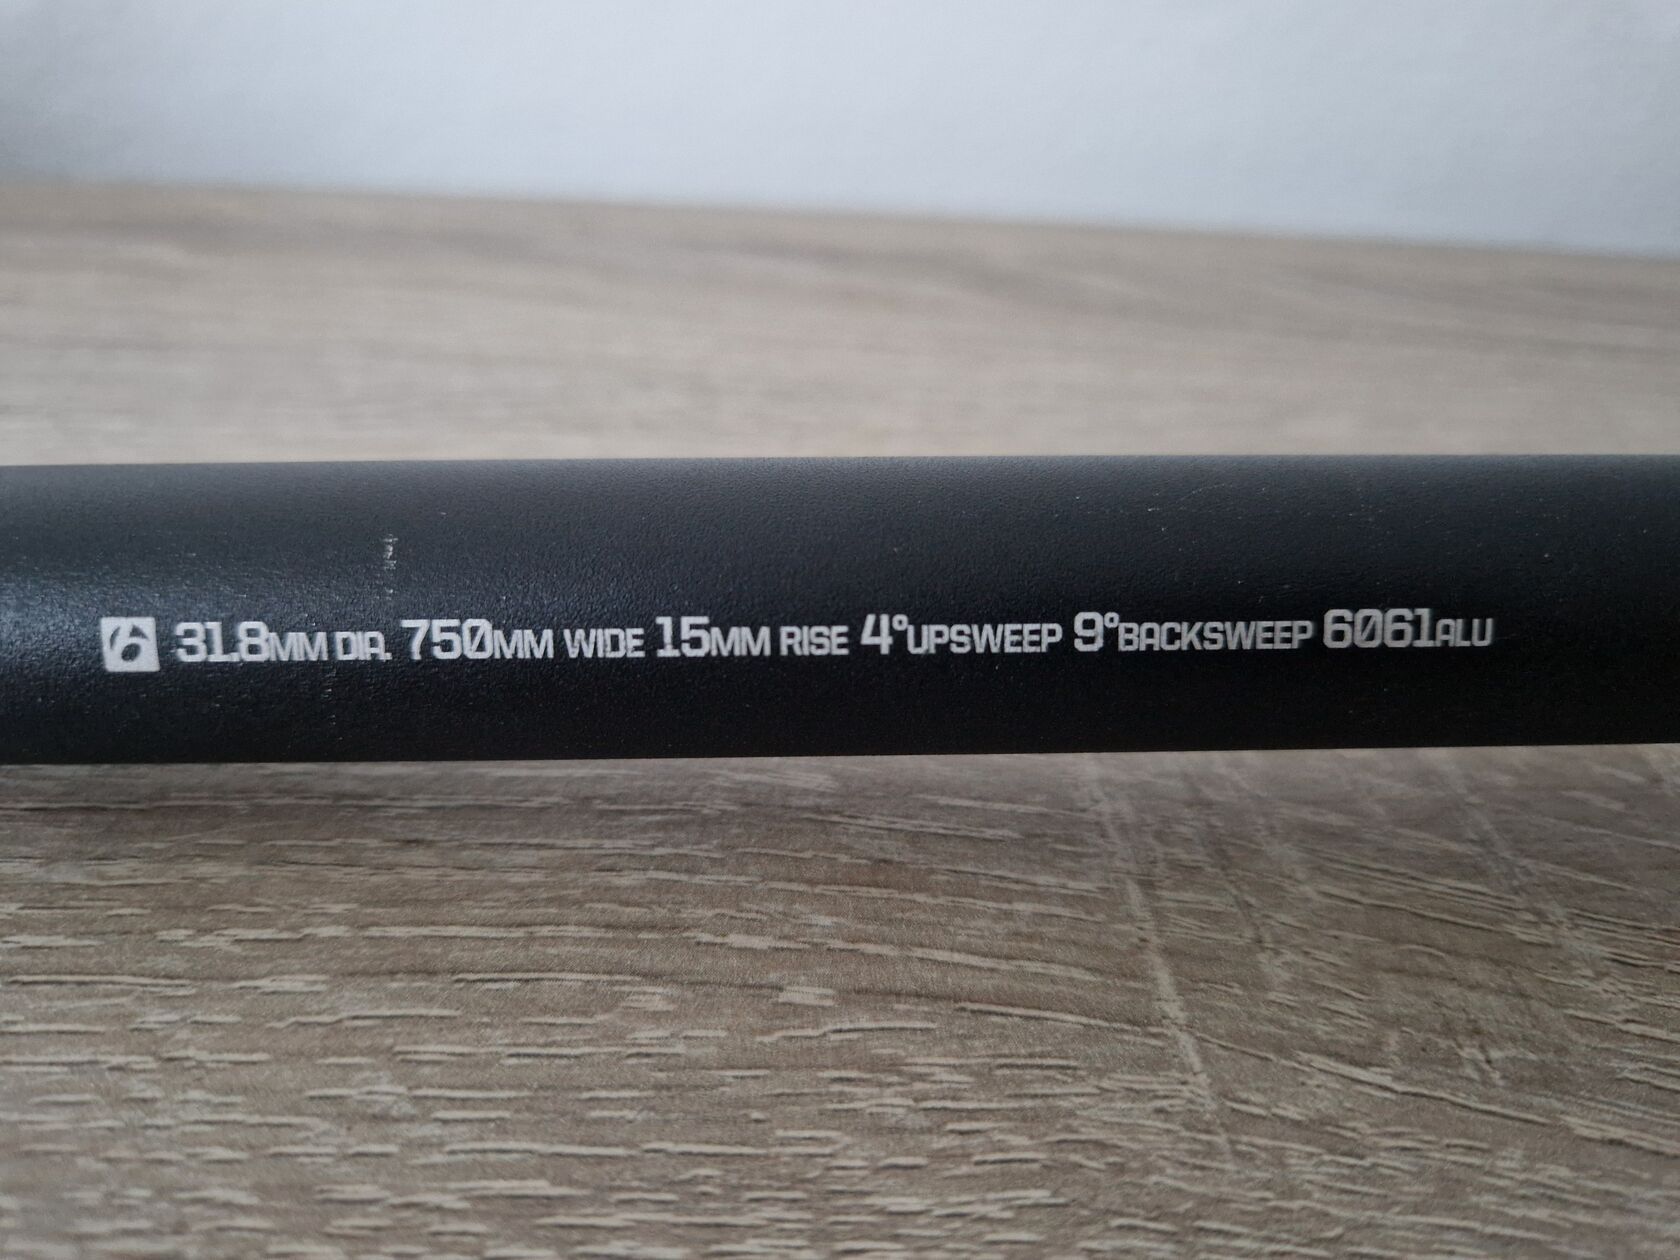 31.8MM DIA. 750MM WIDE 15MM RISE 4°UPSWEEP 9°BACKSWEEP 6061ALU